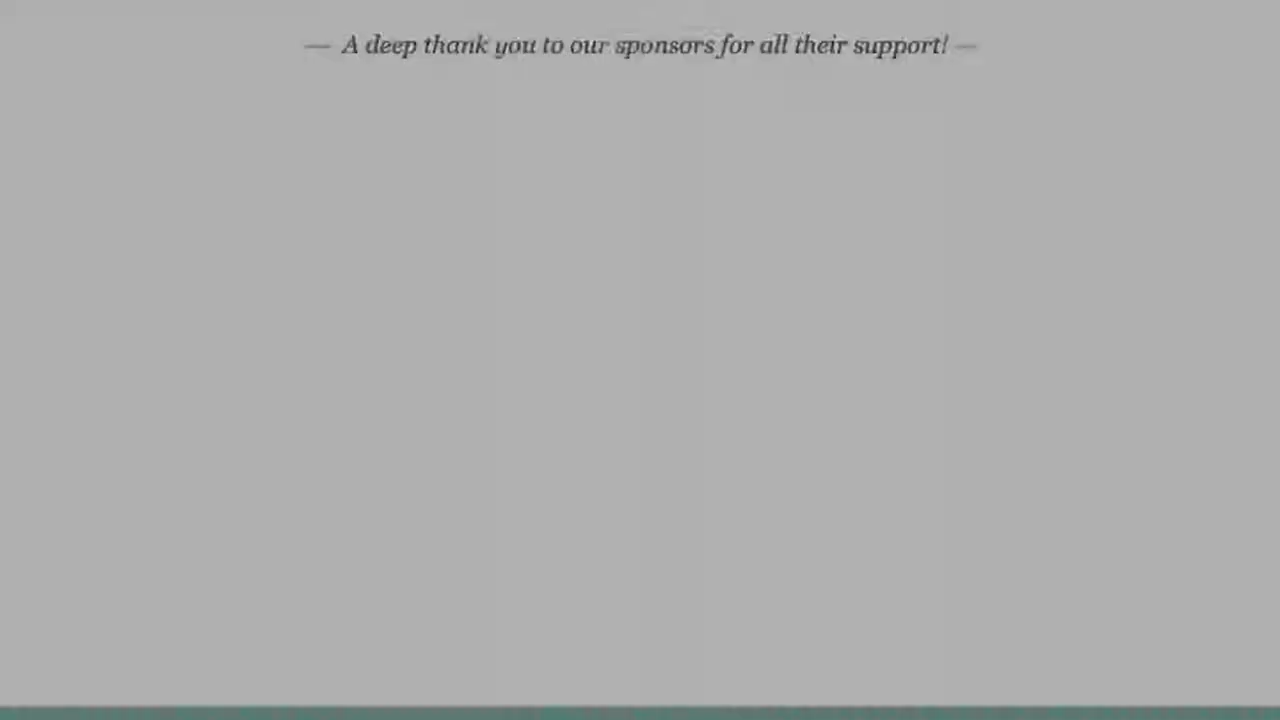 — A deep thank you to our sponsors for all their support! —